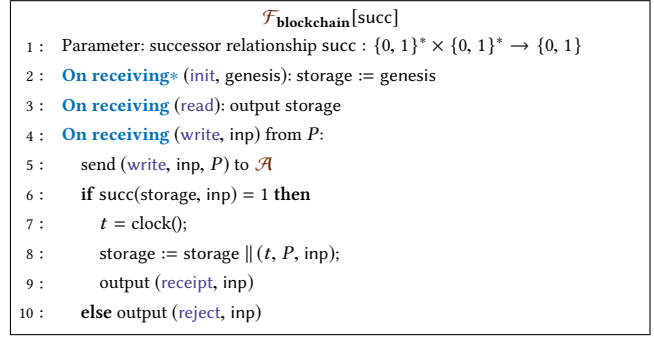 𝓕blockchain[succ]
1 : Parameter: successor relationship succ : {0, 1}* × {0, 1}* → {0, 1}
2 : On receiving* (init, genesis): storage := genesis
3 : On receiving (read): output storage
4 : On receiving (write, inp) from P:
5 : send (write, inp, P) to 𝒜
6 : if succ(storage, inp) = 1 then
7 : t = clock();
8 : storage := storage ∥ (t, P, inp);
9 : output (receipt, inp)
10 : else output (reject, inp)